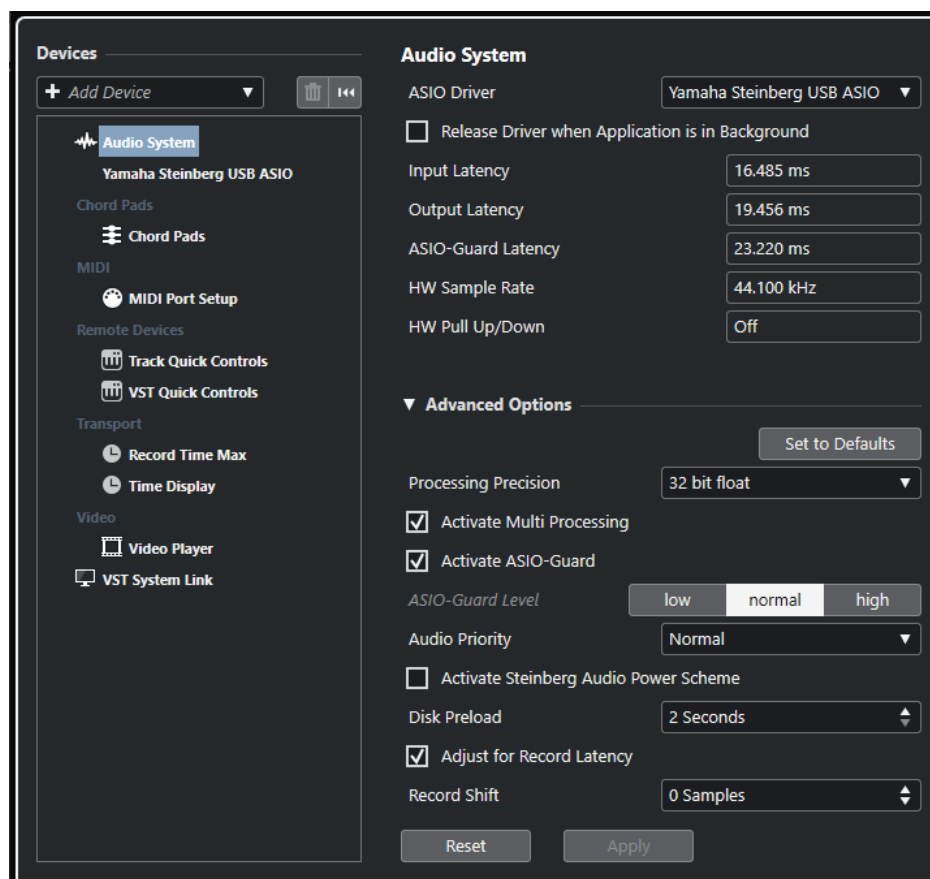 Devices
Add Device
Audio System
Yamaha Steinberg USB ASIO
Chord Pads
Chord Pads
MIDI
MIDI Port Setup
Remote Devices
Track Quick Controls
VST Quick Controls
Transport
Record Time Max
Time Display
Video
Video Player
VST System Link
Audio System
ASIO Driver Yamaha Steinberg USB ASIO
Release Driver when Application is in Background
Input Latency 16.485 ms
Output Latency 19.456 ms
ASIO-Guard Latency 23.220 ms
HW Sample Rate 44.100 kHz
HW Pull Up/Down Off
Advanced Options
Set to Defaults
Processing Precision 32 bit float
Activate Multi Processing
Activate ASIO-Guard
ASIO-Guard Level low normal high
Audio Priority Normal
Activate Steinberg Audio Power Scheme
Disk Preload 2 Seconds
Adjust for Record Latency
Record Shift 0 Samples
Reset Apply